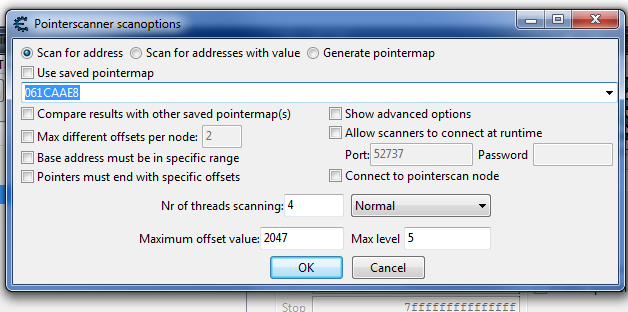 Pointerscanner scanoptions
Scan for address Scan for addresses with value Generate pointermap
Use saved pointermap
061CAAE8
Compare results with other saved pointermap(s) Show advanced options
Max different offsets per node: 2 Allow scanners to connect at runtime
Base address must be in specific range Port: 52737 Password
Pointers must end with specific offsets Connect to pointerscan node
Nr of threads scanning: 4 Normal
Maximum offset value: 2047 Max level 5
OK Cancel
Stop 7fffffffffffffff